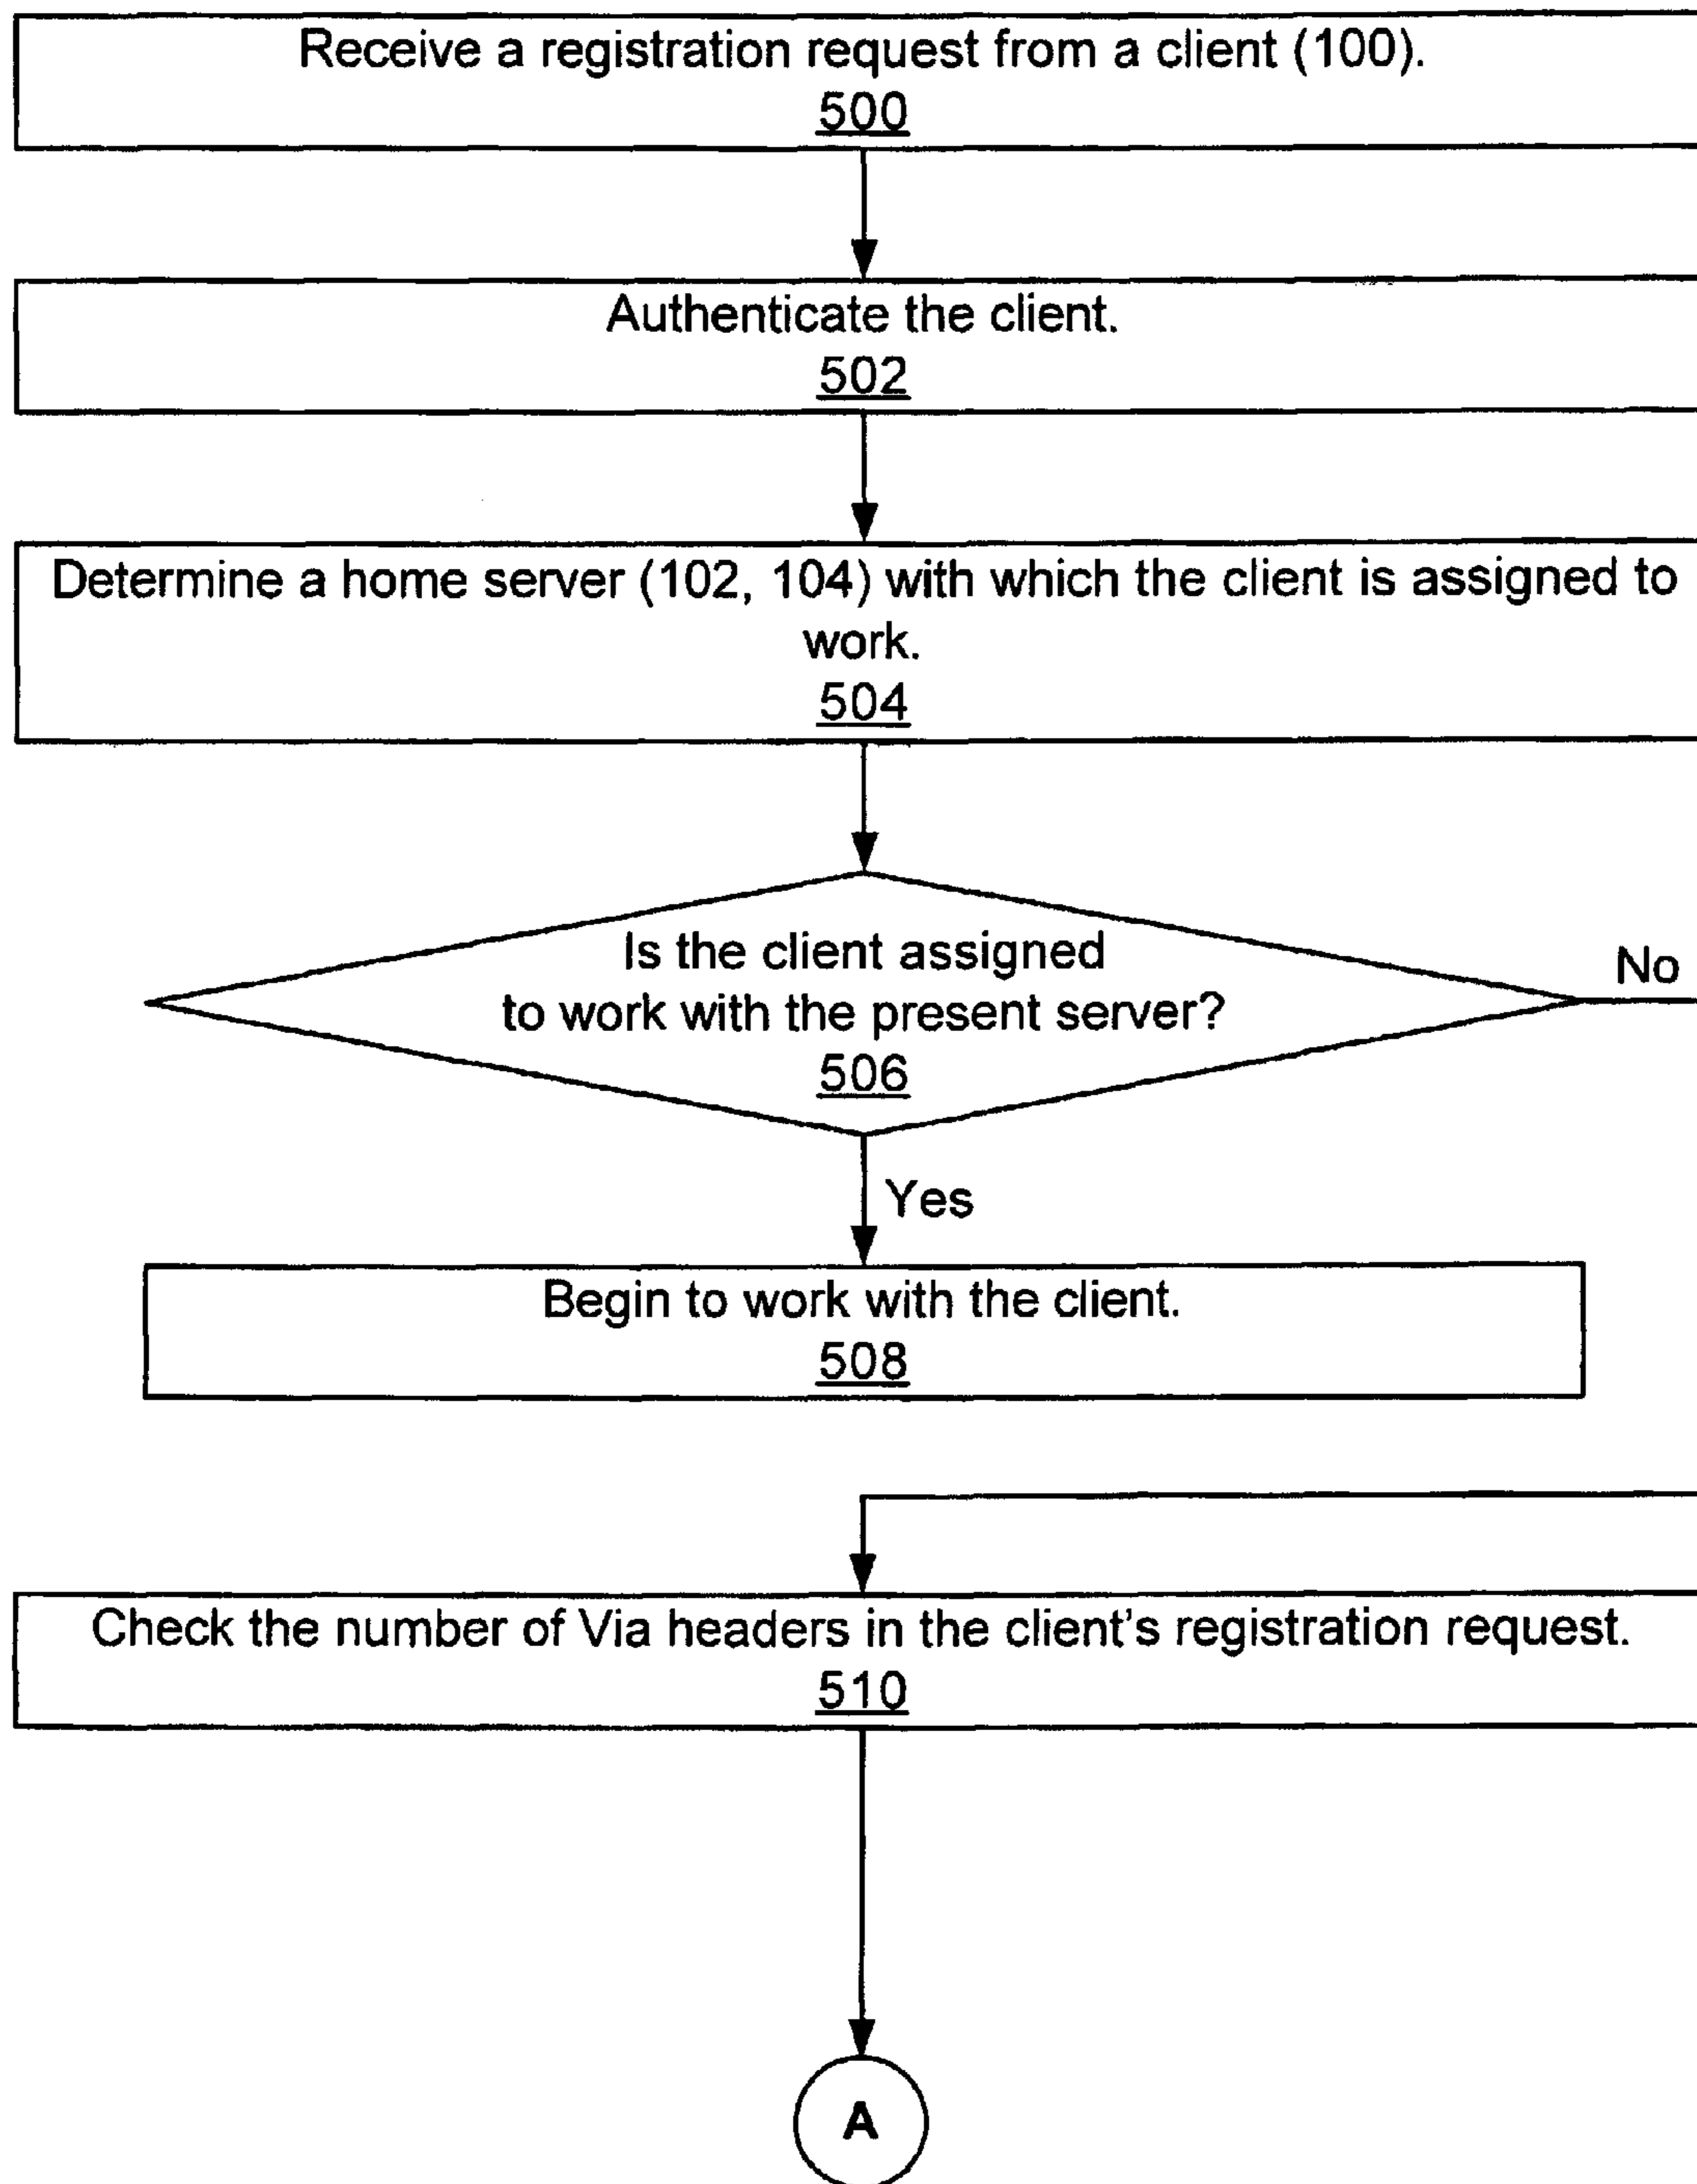 Receive a registration request from a client (100).
500
Authenticate the client.
502
Determine a home server (102, 104) with which the client is assigned to
work.
504
Is the client assigned
to work with the present server?
506
No
Yes
Begin to work with the client.
508
Check the number of Via headers in the client's registration request.
510
A